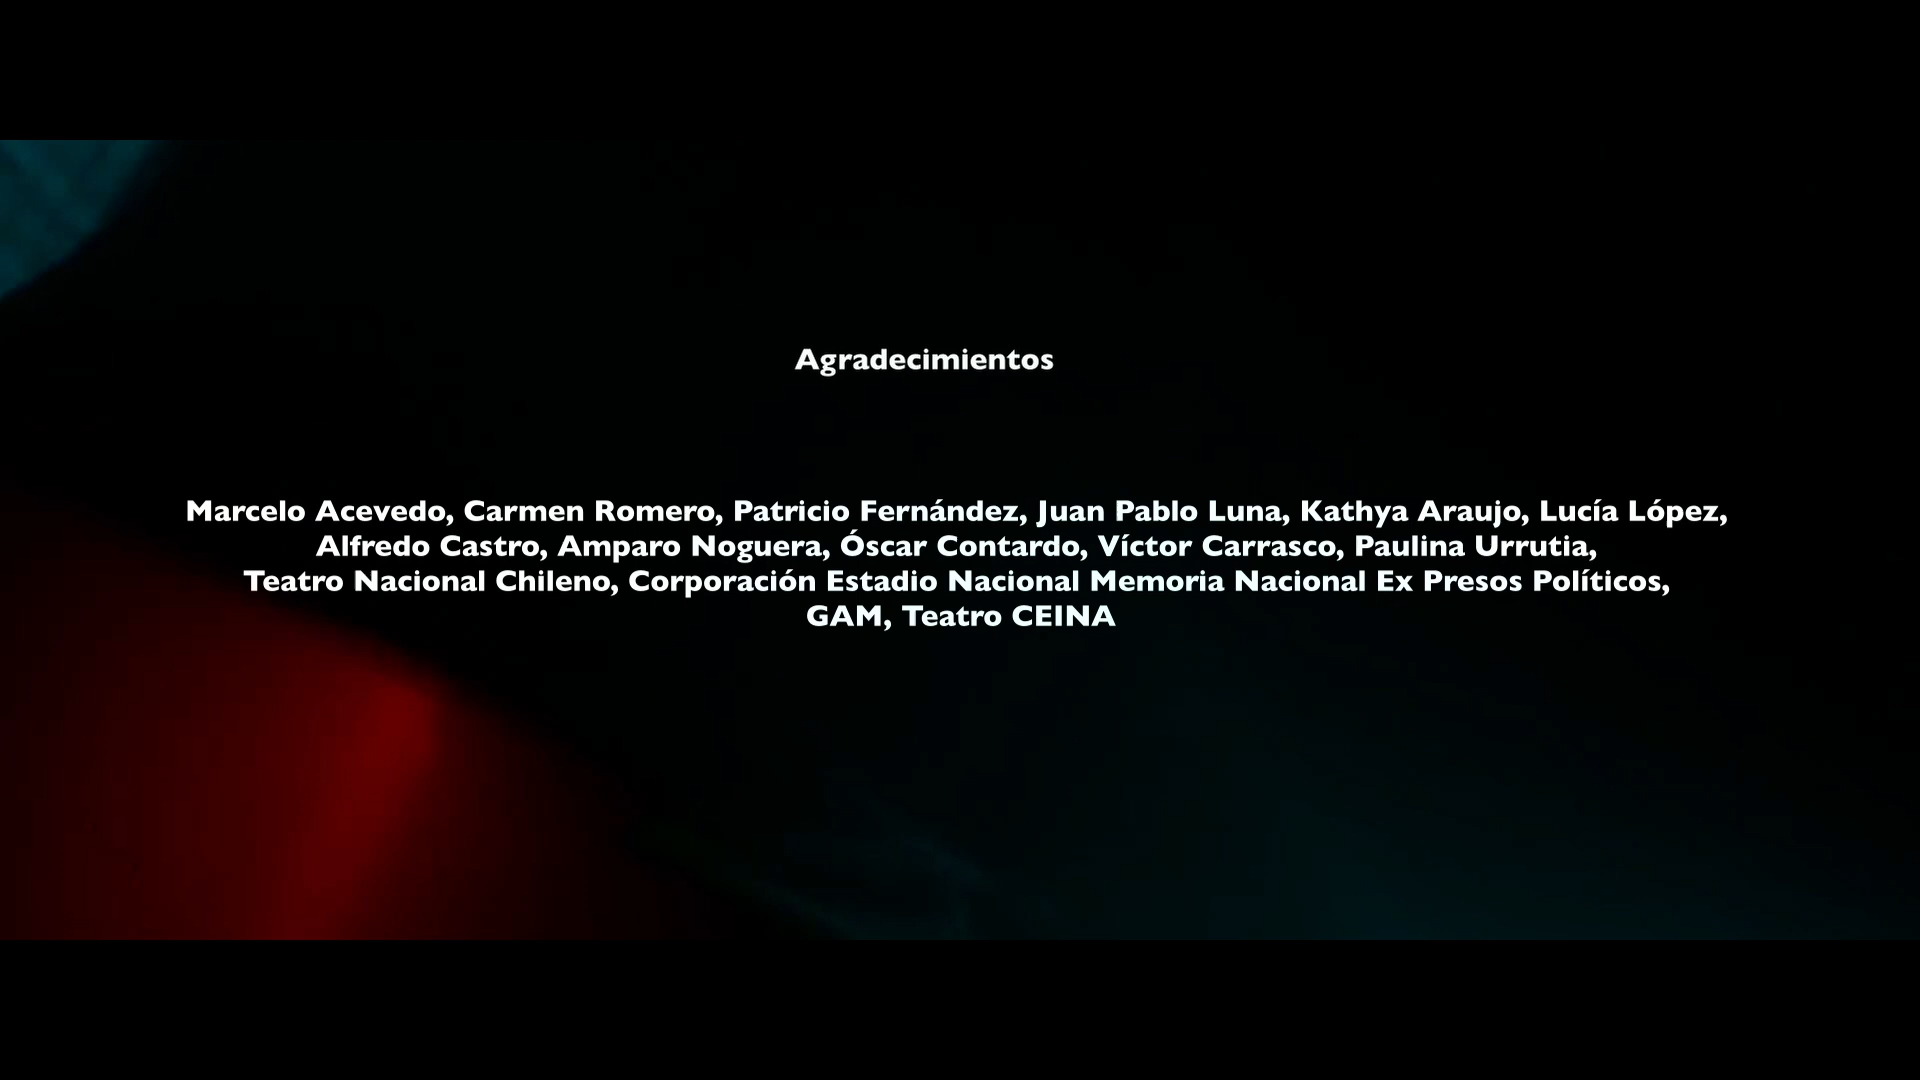 Agradecimientos
Marcelo Acevedo, Carmen Romero, Patricio Fernández, Juan Pablo Luna, Kathya Araujo, Lucía López,
Alfredo Castro, Amparo Noguera, Óscar Contardo, Víctor Carrasco, Paulina Urrutia,
Teatro Nacional Chileno, Corporación Estadio Nacional Memoria Nacional Ex Presos Políticos,
GAM, Teatro CEINA